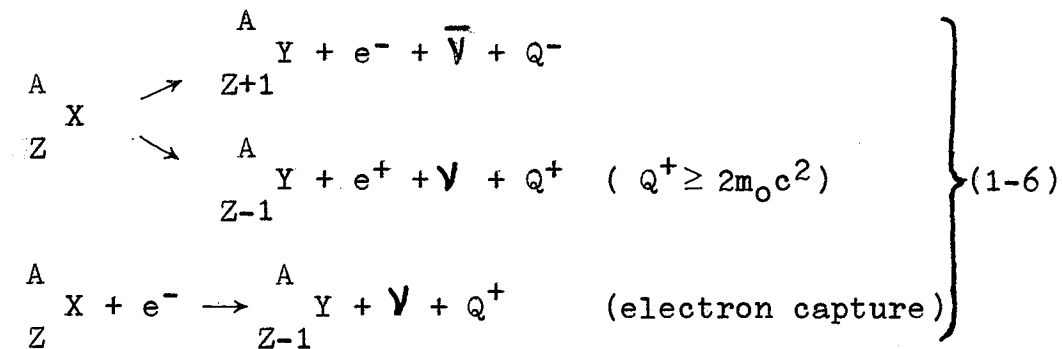 A
Y + e⁻ + ν̅ + Q⁻
Z+1
A
X
Z
↗
↘
A
Y + e⁺ + ν + Q⁺ ( Q⁺ ≥ 2m₀c²)
Z-1
(1-6)
A A
X + e⁻ → Y + ν + Q⁺ (electron capture)
Z Z-1